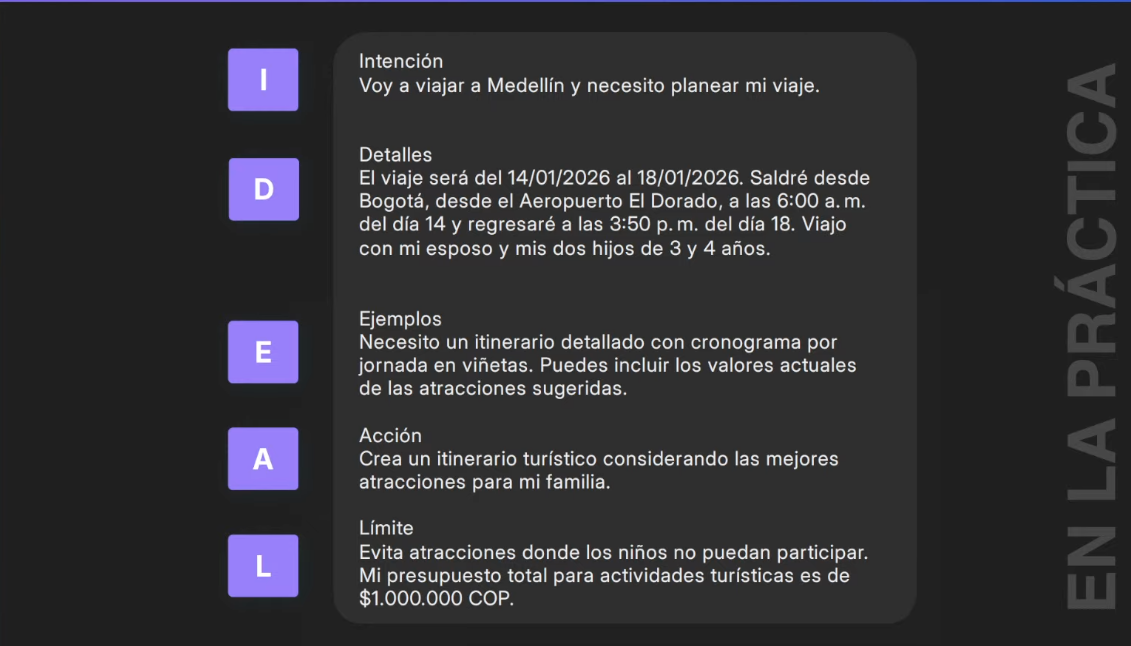 I
Intención
Voy a viajar a Medellín y necesito planear mi viaje.
D
Detalles
El viaje será del 14/01/2026 al 18/01/2026. Saldré desde
Bogotá, desde el Aeropuerto El Dorado, a las 6:00 a. m.
del día 14 y regresaré a las 3:50 p. m. del día 18. Viajo
con mi esposo y mis dos hijos de 3 y 4 años.
E
Ejemplos
Necesito un itinerario detallado con cronograma por
jornada en viñetas. Puedes incluir los valores actuales
de las atracciones sugeridas.
A
Acción
Crea un itinerario turístico considerando las mejores
atracciones para mi familia.
L
Límite
Evita atracciones donde los niños no puedan participar.
Mi presupuesto total para actividades turísticas es de
$1.000.000 COP.
EN LA PRÁCTICA